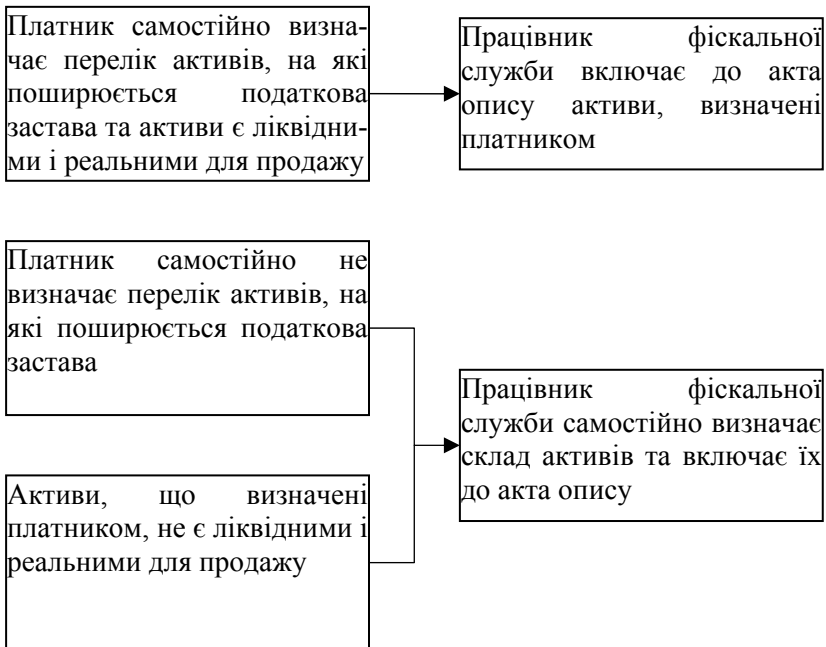 Платник самостійно визна-
чає перелік активів, на які
поширюється податкова
застава та активи є ліквідни-
ми і реальними для продажу
Працівник фіскальної
служби включає до акта
опису активи, визначені
платником
Платник самостійно не
визначає перелік активів, на
які поширюється податкова
застава
Активи, що визначені
платником, не є ліквідними і
реальними для продажу
Працівник фіскальної
служби самостійно визначає
склад активів та включає їх
до акта опису